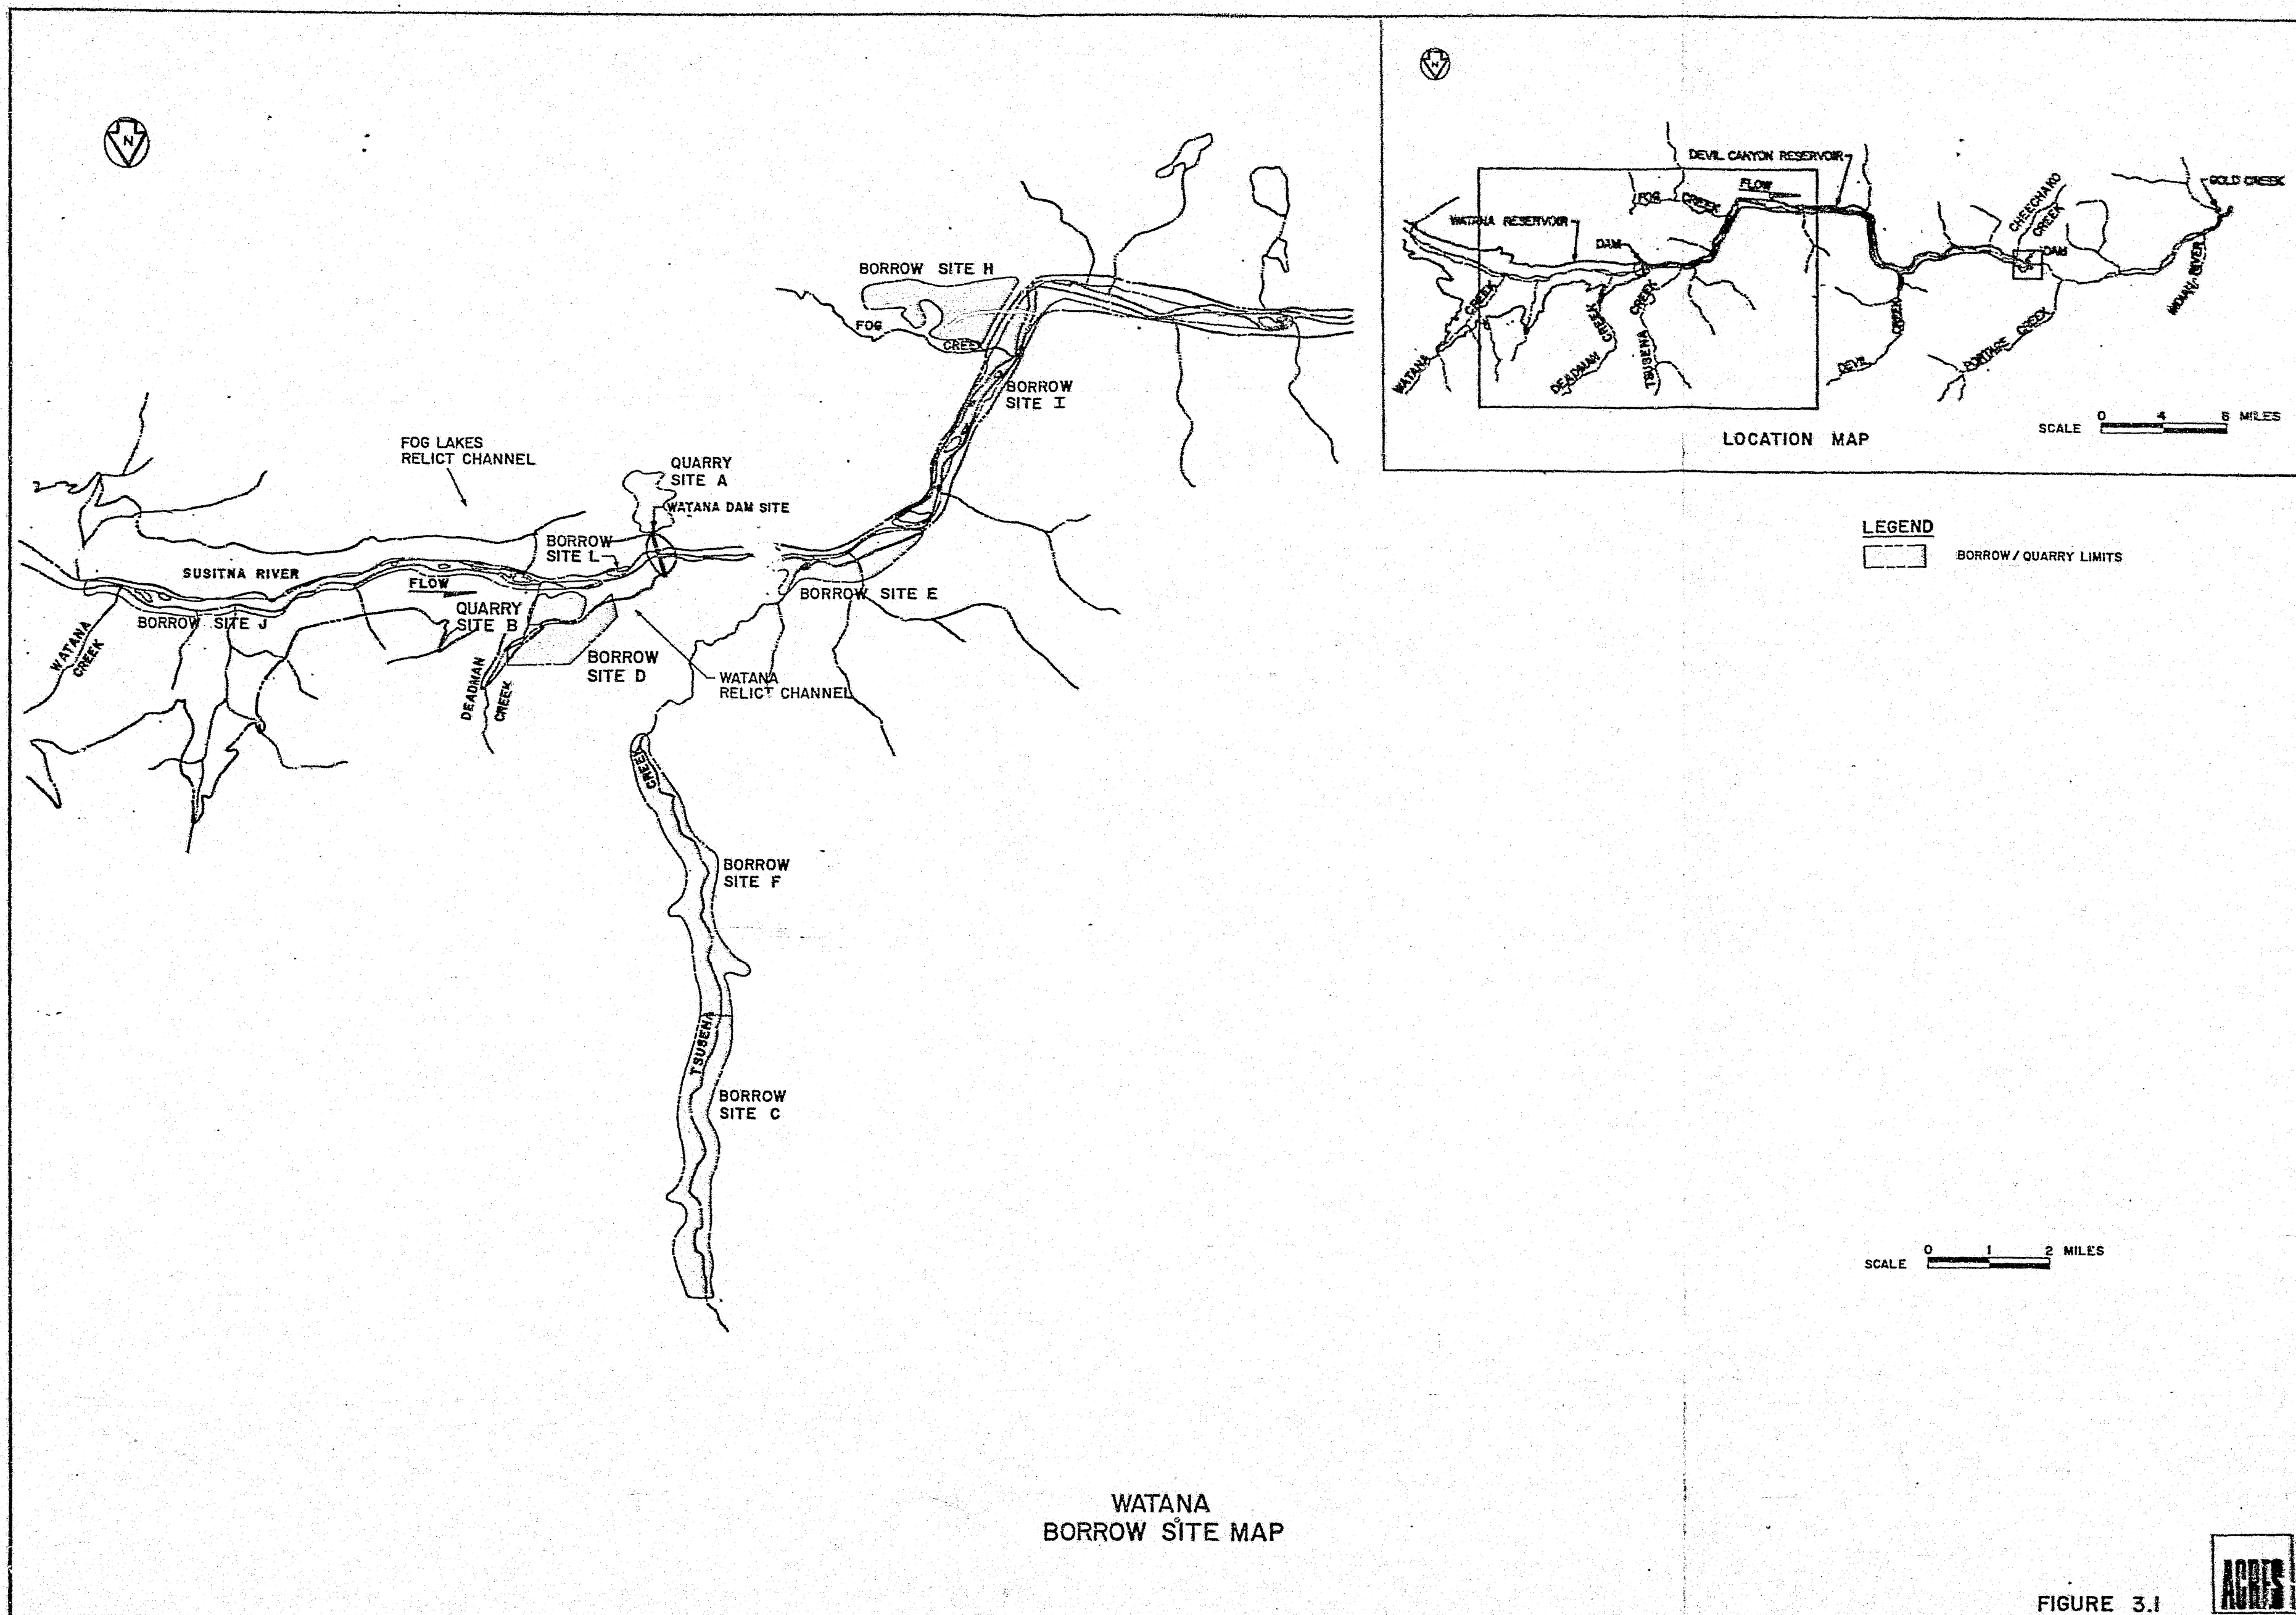 N
BORROW SITE H
FOG
CREEK
BORROW
SITE I
FOG LAKES
RELICT CHANNEL
QUARRY
SITE A
WATANA DAM SITE
BORROW
SITE L
SUSITNA RIVER
FLOW
BORROW SITE E
QUARRY
SITE B
BORROW SITE J
WATANA
CREEK
BORROW
SITE D
DEADMAN
CREEK
WATANA
RELICT CHANNEL
CREEK
BORROW
SITE F
TSUSENA
BORROW
SITE C
N
DEVIL CANYON RESERVOIR
FLOW
FOG CREEK
WATANA RESERVOIR
DAM
CHEECHAKO
CREEK
GOLD CREEK
DAM
INDIAN RIVER
WATANA CREEK
DEADMAN CREEK
TSUSENA CREEK
DEVIL CREEK
PORTAGE CREEK
SCALE 0 4 8 MILES
LOCATION MAP
LEGEND
BORROW/QUARRY LIMITS
SCALE 0 1 2 MILES
WATANA
BORROW SITE MAP
FIGURE 3.1
ACRES